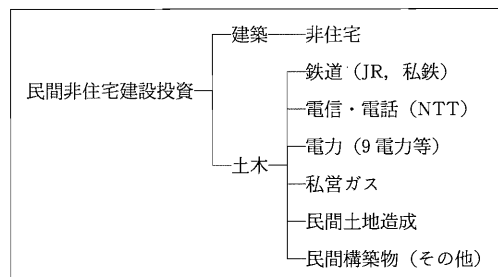 建築 非住宅
鉄道（JR，私鉄）
民間非住宅建設投資
電信・電話（NTT）
電力（9電力等）
土木
私営ガス
民間土地造成
民間構築物（その他）